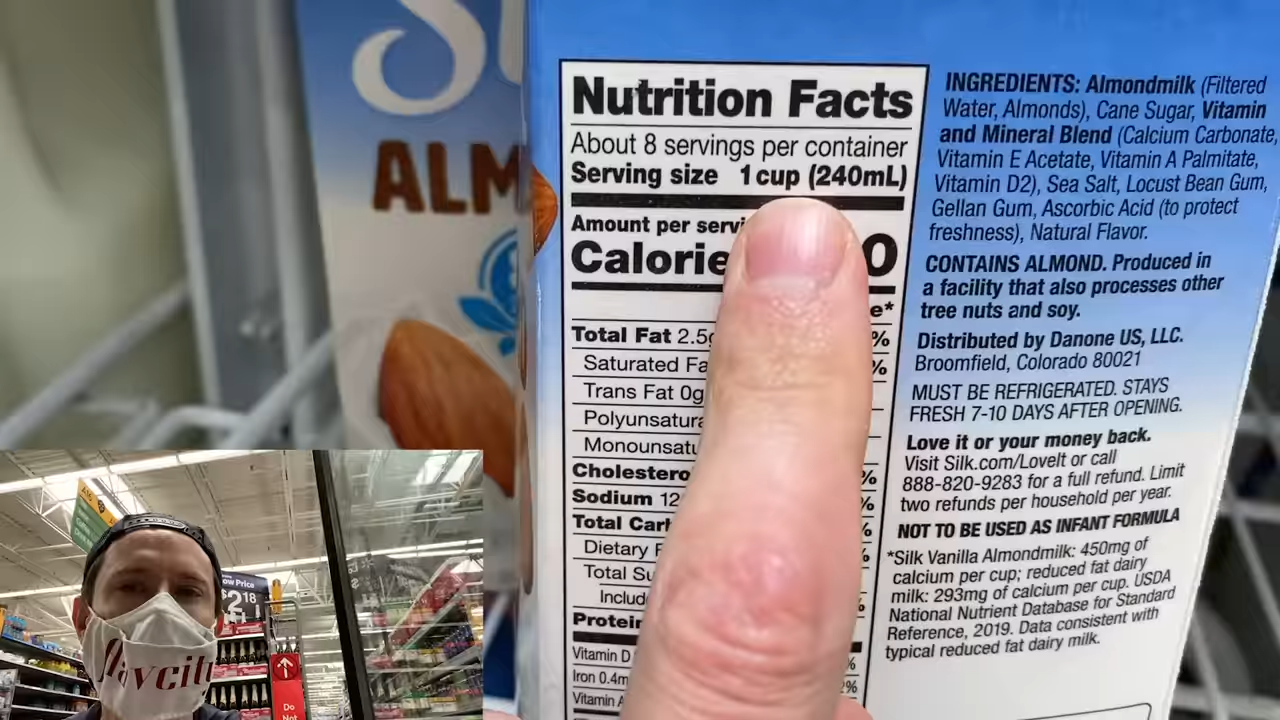 ALM
Nutrition Facts
About 8 servings per container
Serving size 1 cup (240mL)
Amount per servi
Calorie 0
e*
Total Fat 2.5g %
Saturated Fa %
Trans Fat 0g
Polyunsatura
Monounsatu
Cholestero %
Sodium 12 %
Total Carb %
Dietary F %
Total Su
Includ %
Protein
Vitamin D %
Iron 0.4m 2%
Vitamin A
INGREDIENTS: Almondmilk (Filtered
Water, Almonds), Cane Sugar, Vitamin
and Mineral Blend (Calcium Carbonate,
Vitamin E Acetate, Vitamin A Palmitate,
Vitamin D2), Sea Salt, Locust Bean Gum,
Gellan Gum, Ascorbic Acid (to protect
freshness), Natural Flavor.
CONTAINS ALMOND. Produced in
a facility that also processes other
tree nuts and soy.
Distributed by Danone US, LLC.
Broomfield, Colorado 80021
MUST BE REFRIGERATED. STAYS
FRESH 7-10 DAYS AFTER OPENING.
Love it or your money back.
Visit Silk.com/LoveIt or call
888-820-9283 for a full refund. Limit
two refunds per household per year.
NOT TO BE USED AS INFANT FORMULA
*Silk Vanilla Almondmilk: 450mg of
calcium per cup; reduced fat dairy
milk: 293mg of calcium per cup. USDA
National Nutrient Database for Standard
Reference, 2019. Data consistent with
typical reduced fat dairy milk.
Price
$2.18
flavcity
Do
Not